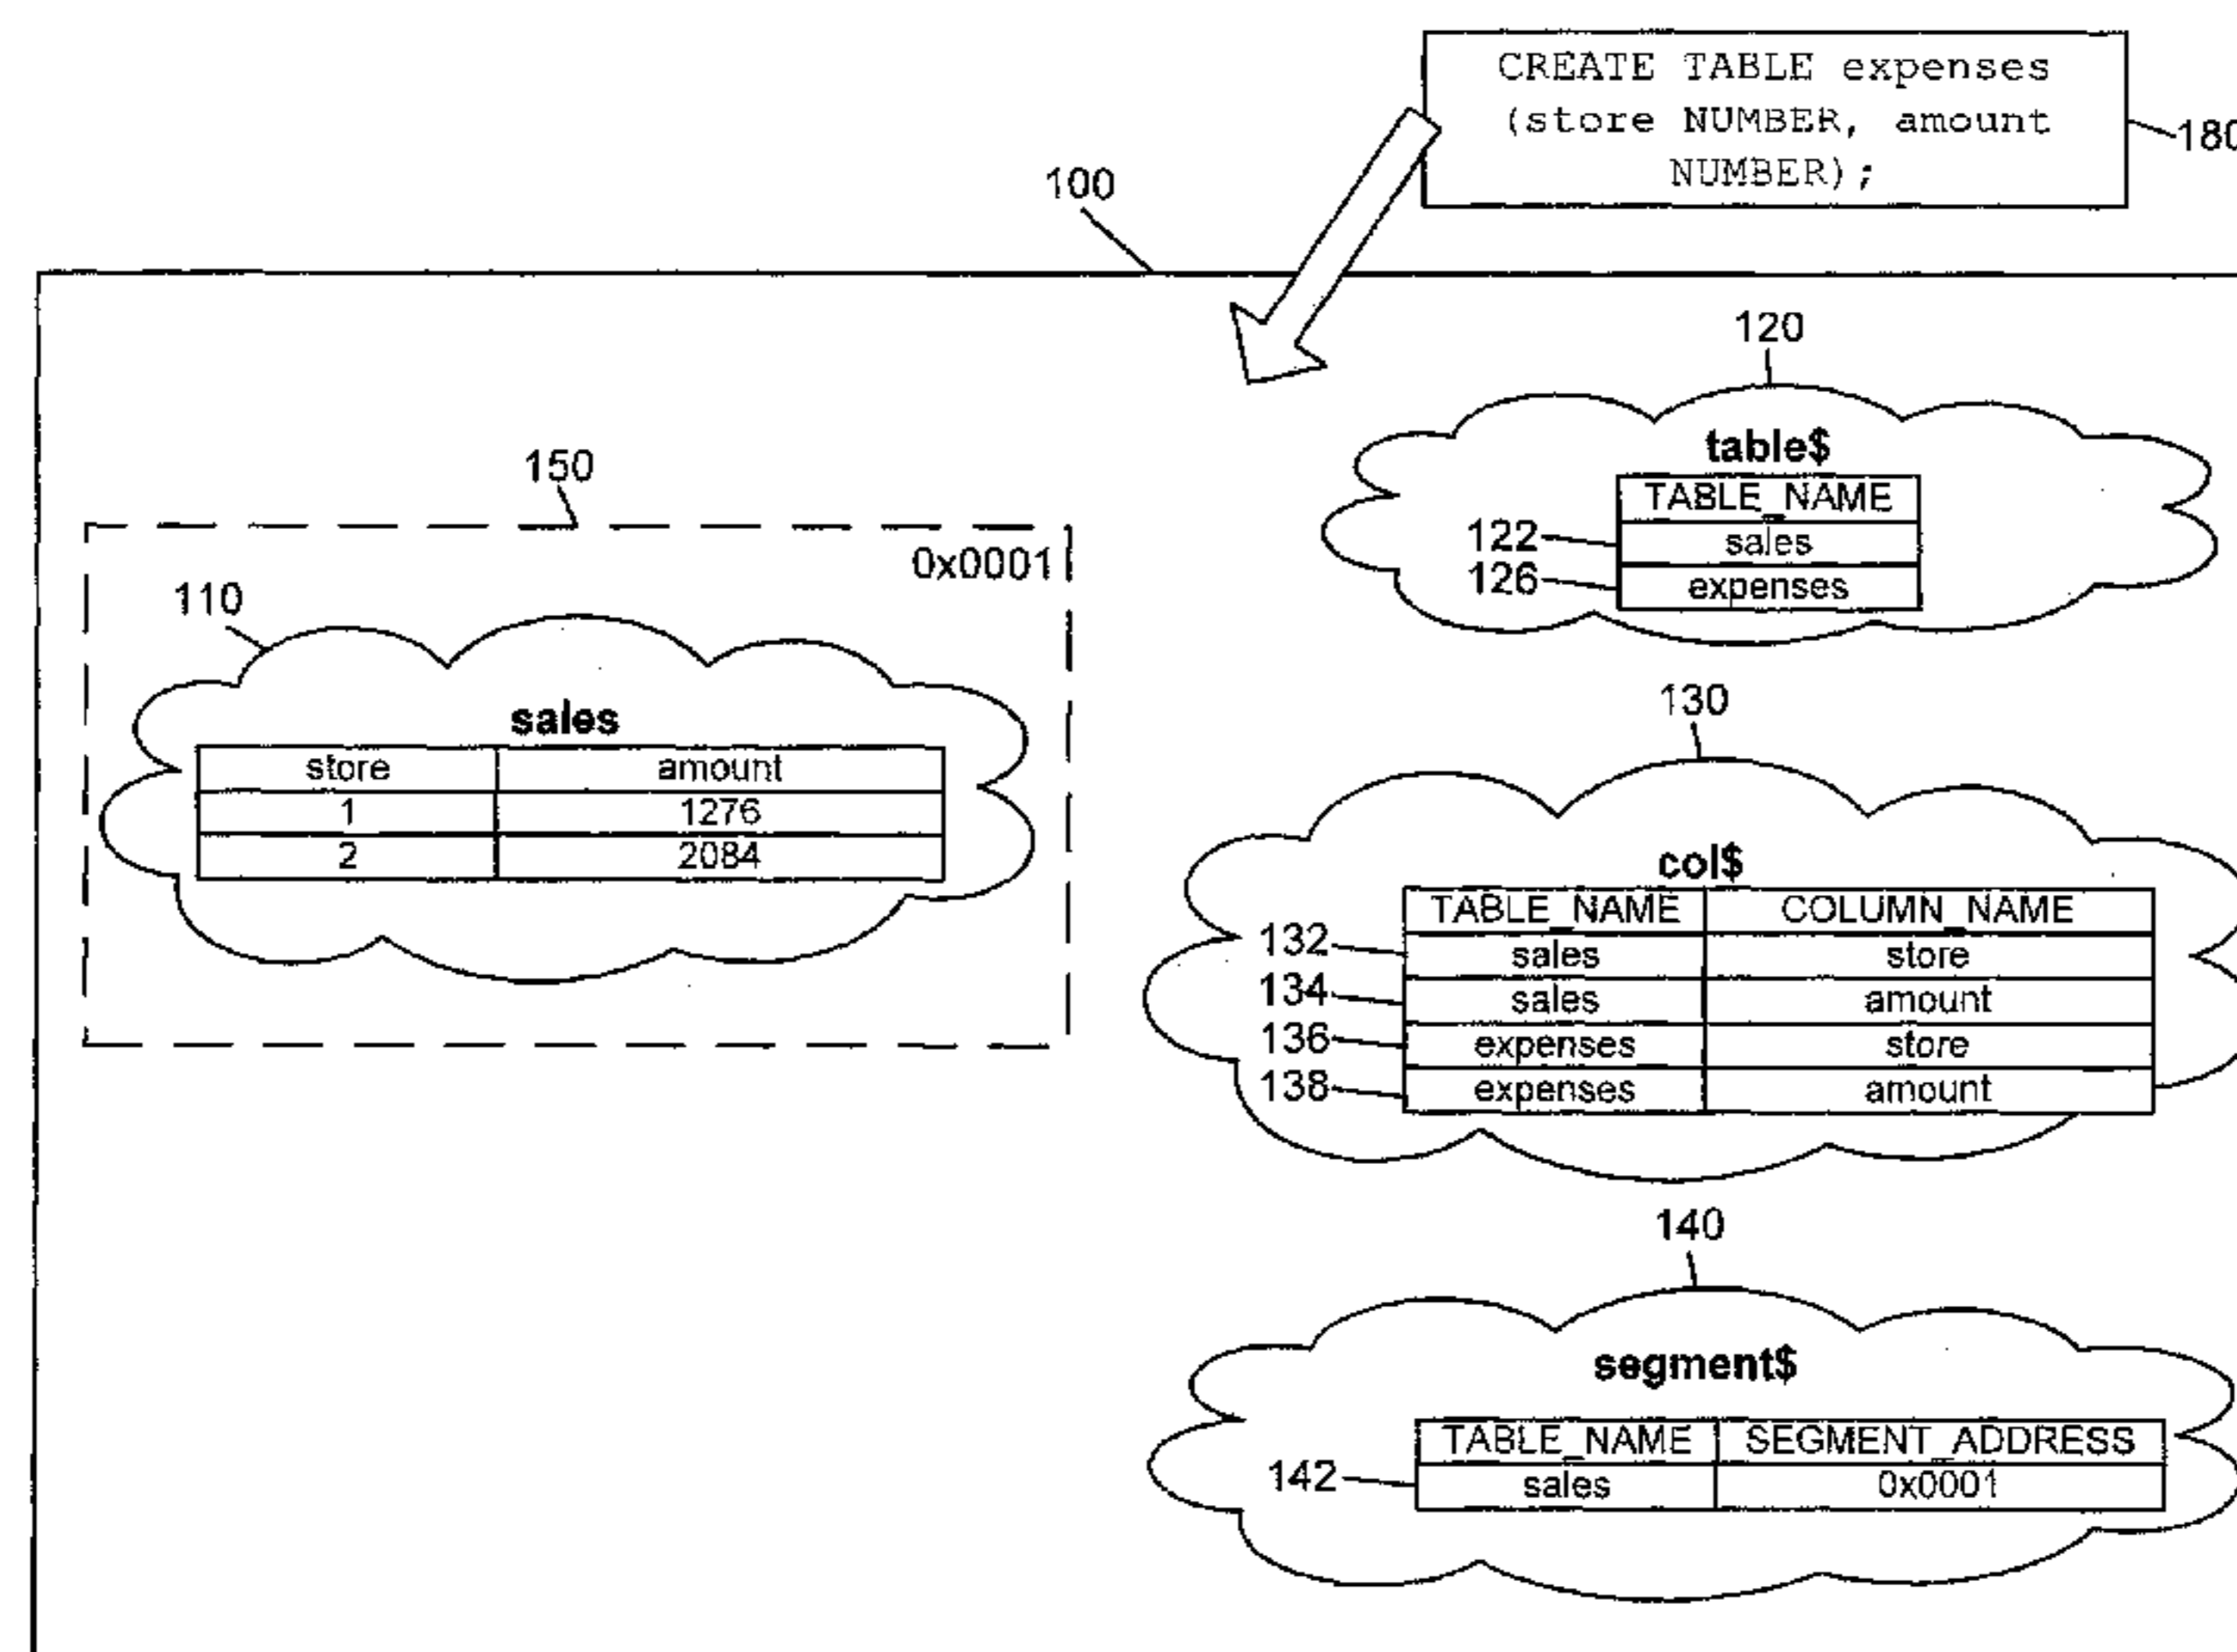 CREATE TABLE expenses
(store NUMBER, amount
NUMBER);
180
100
120
table$
TABLE_NAME
122 sales
126 expenses
150
0x0001
110
sales
store amount
1 1276
2 2084
130
col$
TABLE_NAME COLUMN_NAME
132 sales store
134 sales amount
136 expenses store
138 expenses amount
140
segment$
TABLE_NAME SEGMENT_ADDRESS
142 sales 0x0001